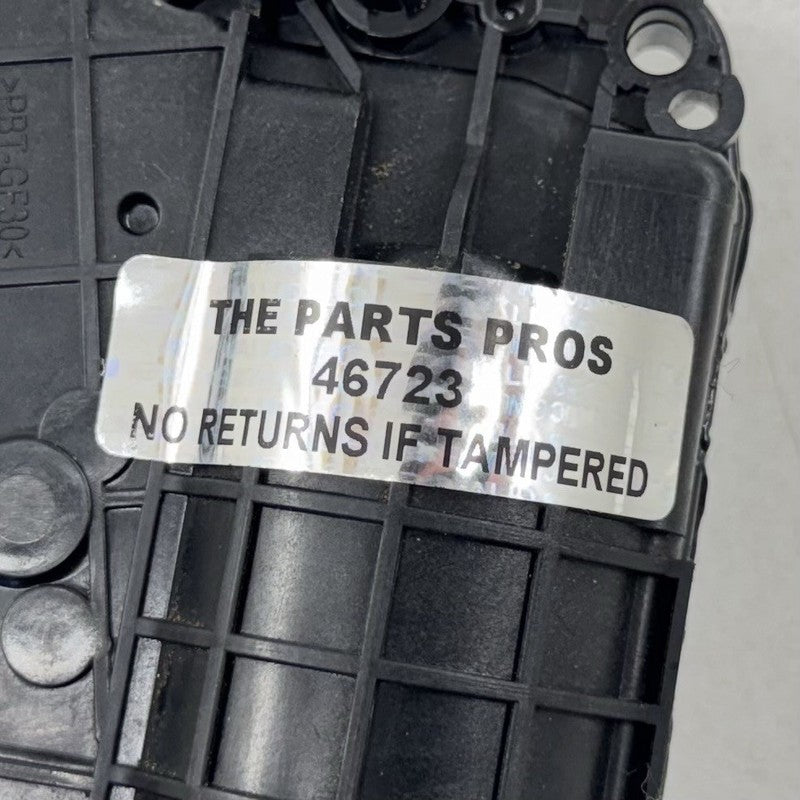 >PBT-GF30<
THE PARTS PROS
46723
NO RETURNS IF TAMPERED